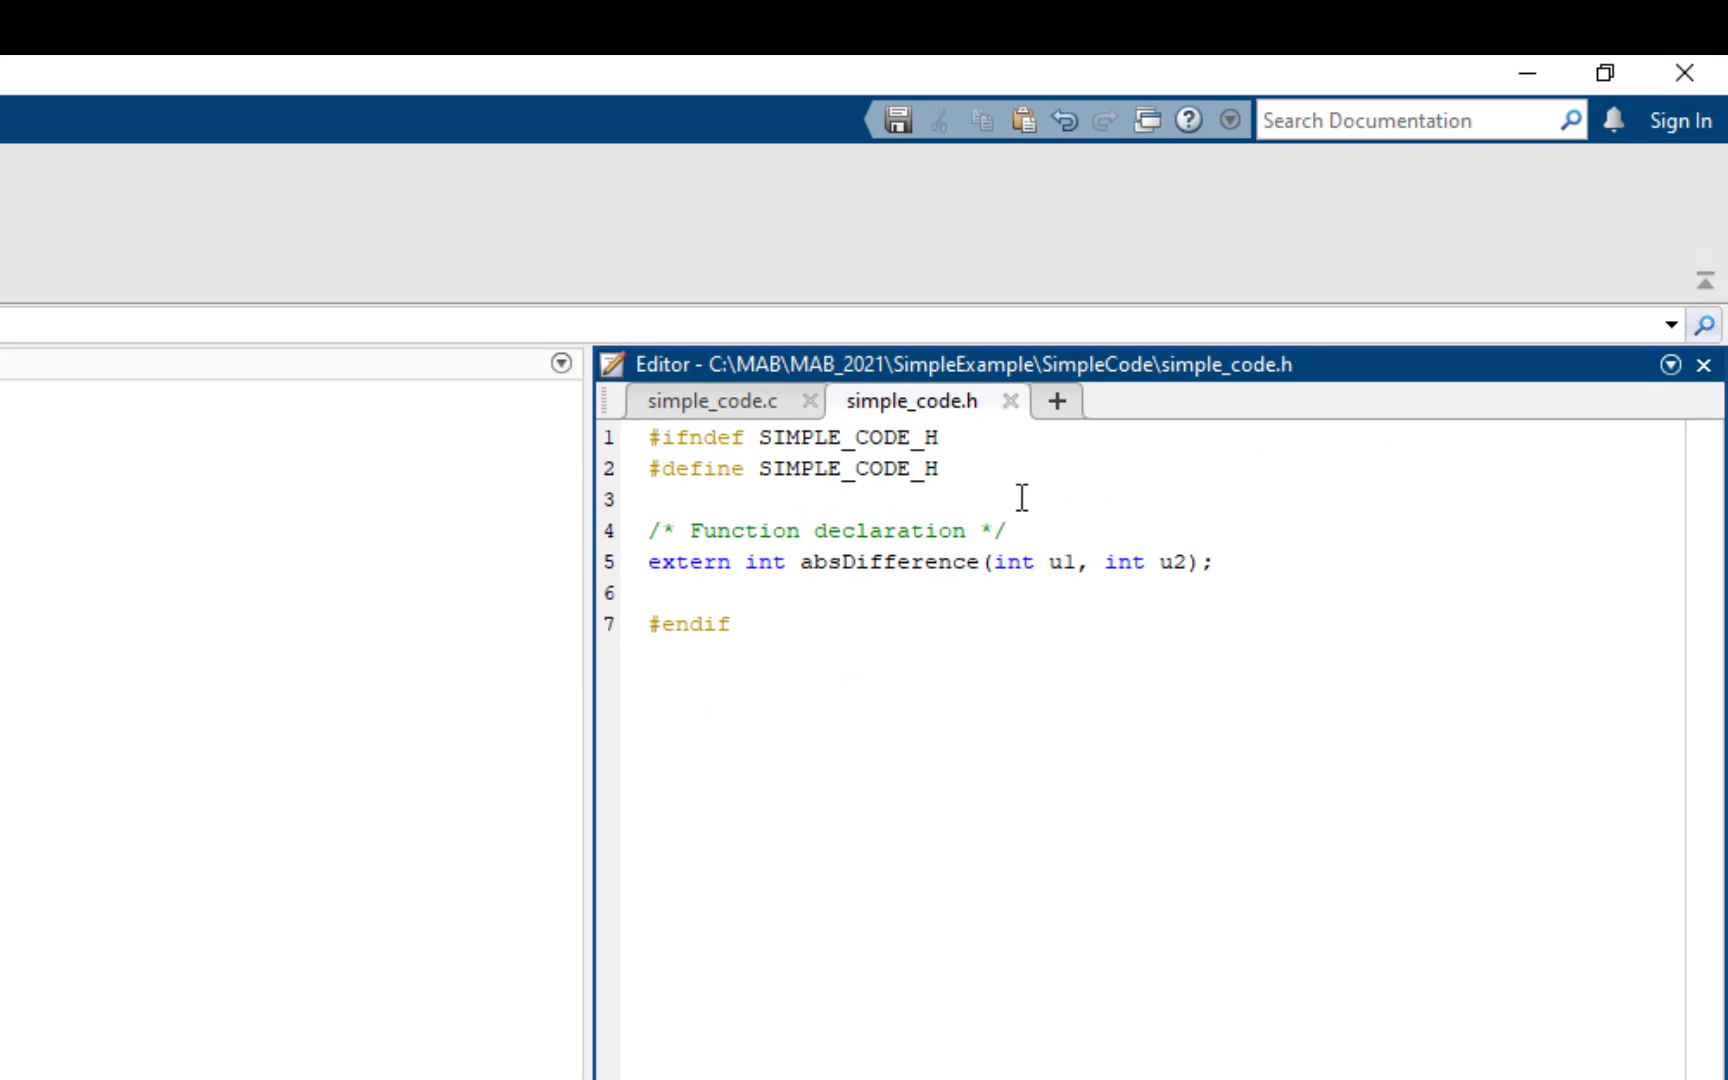 Search Documentation
Sign In
Editor - C:\MAB\MAB_2021\SimpleExample\SimpleCode\simple_code.h
simple_code.c
simple_code.h
1 #ifndef SIMPLE_CODE_H
2 #define SIMPLE_CODE_H
3
4 /* Function declaration */
5 extern int absDifference(int u1, int u2);
6
7 #endif